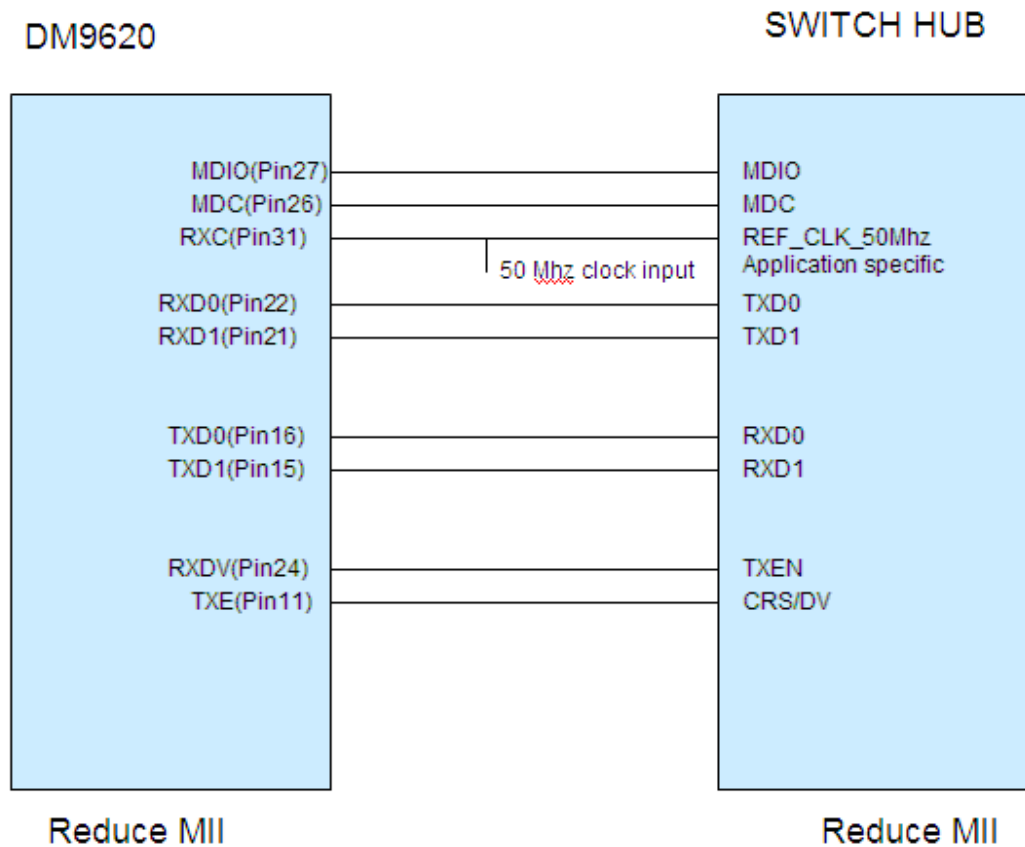 DM9620
SWITCH HUB
MDIO(Pin27)
MDC(Pin26)
RXC(Pin31)
RXD0(Pin22)
RXD1(Pin21)
TXD0(Pin16)
TXD1(Pin15)
RXDV(Pin24)
TXE(Pin11)
50 Mhz clock input
MDIO
MDC
REF_CLK_50Mhz
Application specific
TXD0
TXD1
RXD0
RXD1
TXEN
CRS/DV
Reduce MII
Reduce MII